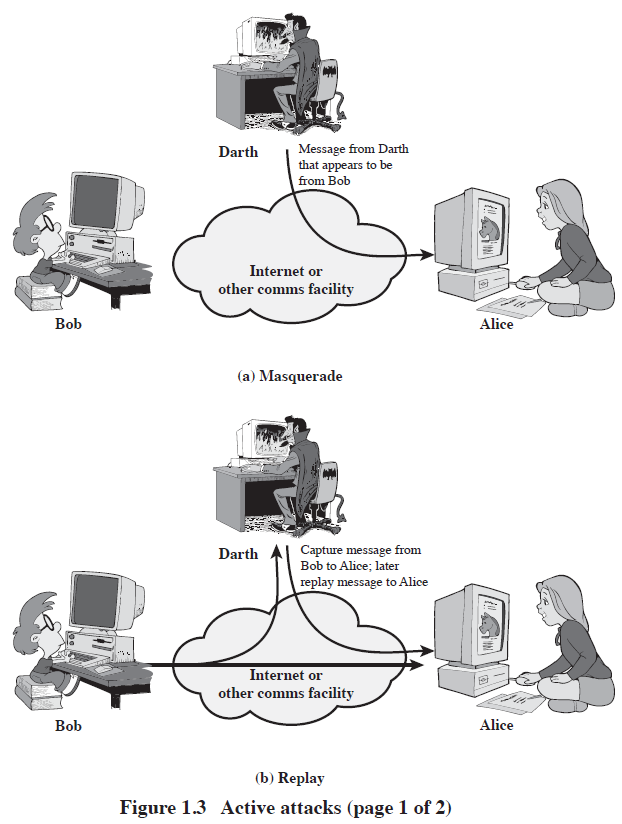 Darth
Message from Darth
that appears to be
from Bob
Internet or
other comms facility
Bob
Alice
(a) Masquerade
Darth
Capture message from
Bob to Alice; later
replay message to Alice
Internet or
other comms facility
Bob
Alice
(b) Replay
Figure 1.3 Active attacks (page 1 of 2)